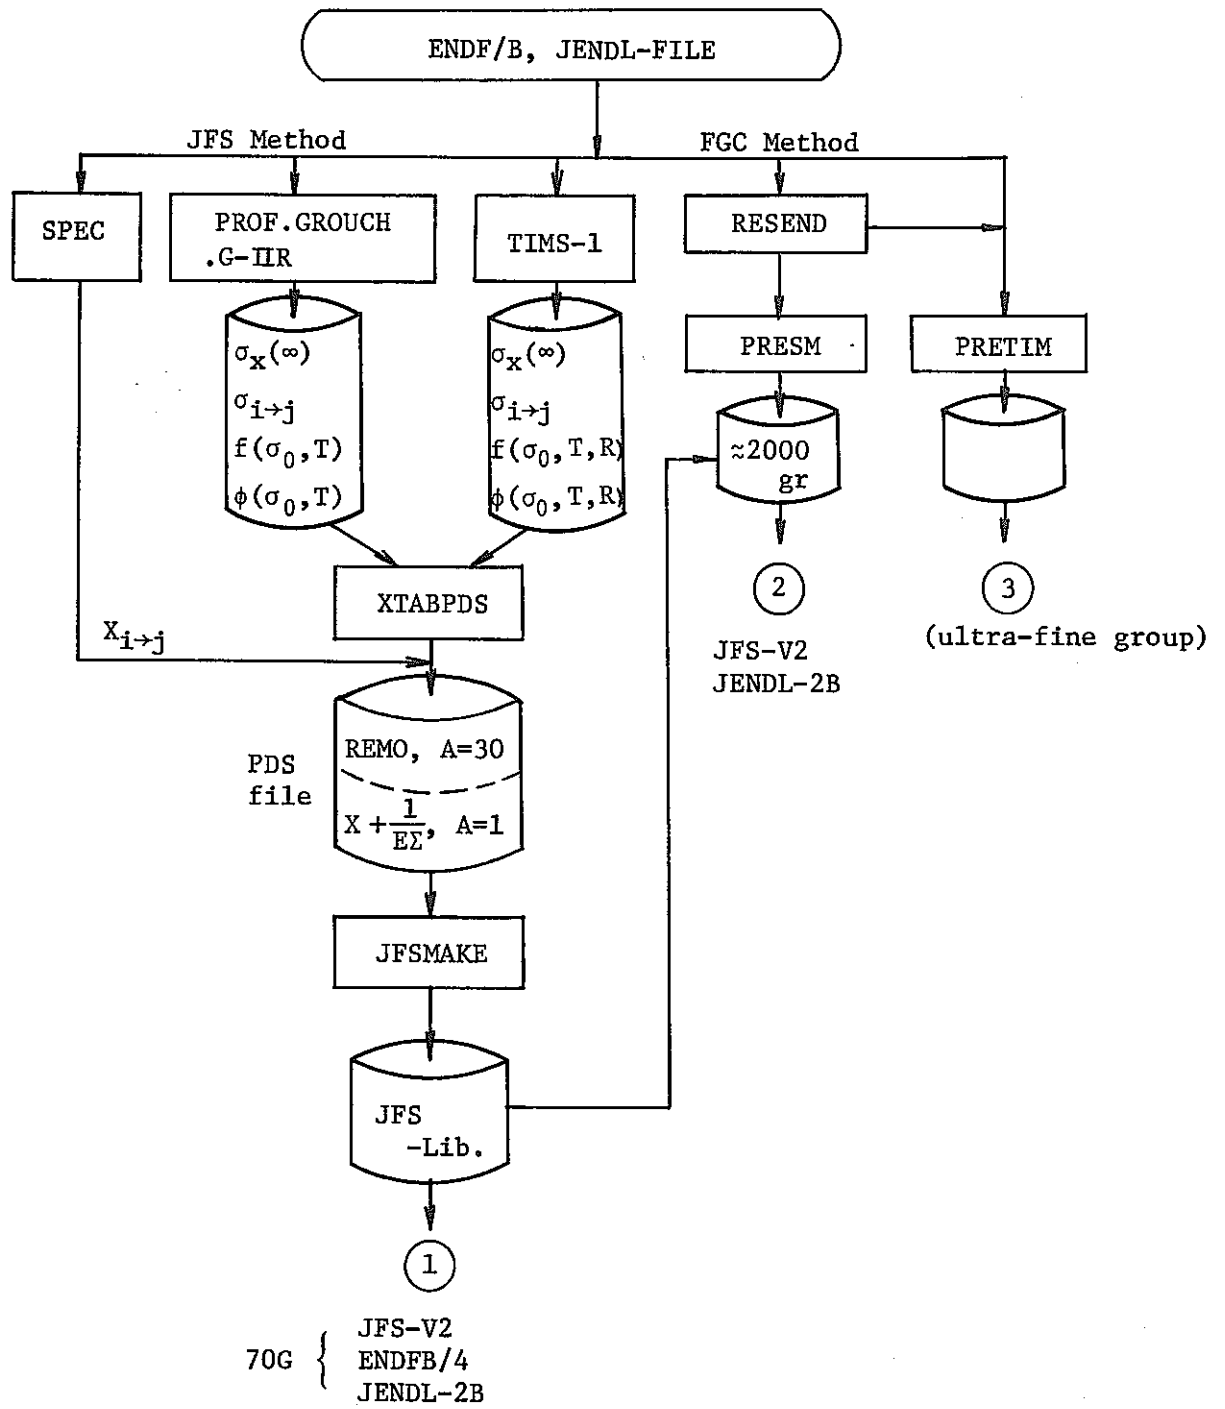 ENDF/B, JENDL-FILE
JFS Method
FGC Method
SPEC
PROF.GROUCH
.G-IIR
TIMS-1
RESEND
PRESM
PRETIM
σx(∞)
σi→j
f(σ0,T)
φ(σ0,T)
σx(∞)
σi→j
f(σ0,T,R)
φ(σ0,T,R)
≈2000
gr
XTABPDS
2
3
Xi→j
(ultra-fine group)
JFS-V2
JENDL-2B
PDS
file
REMO, A=30
X + 1/EΣ, A=1
JFSMAKE
JFS
-Lib.
1
70G {
JFS-V2
ENDFB/4
JENDL-2B